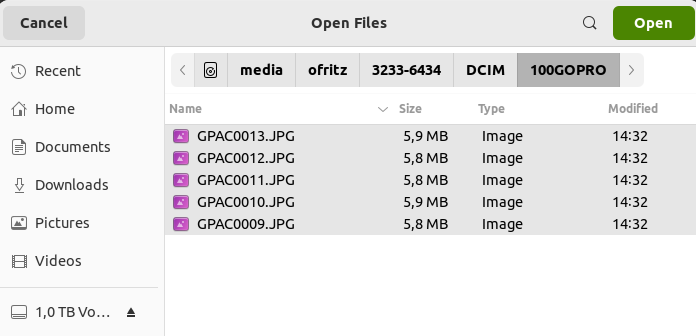 Cancel Open Files Open
Recent
Home
Documents
Downloads
Pictures
Videos
1,0 TB Vo...
media ofritz 3233-6434 DCIM 100GOPRO
Name Size Type Modified
GPAC0013.JPG 5,9 MB Image 14:32
GPAC0012.JPG 5,8 MB Image 14:32
GPAC0011.JPG 5,8 MB Image 14:32
GPAC0010.JPG 5,9 MB Image 14:32
GPAC0009.JPG 5,8 MB Image 14:32